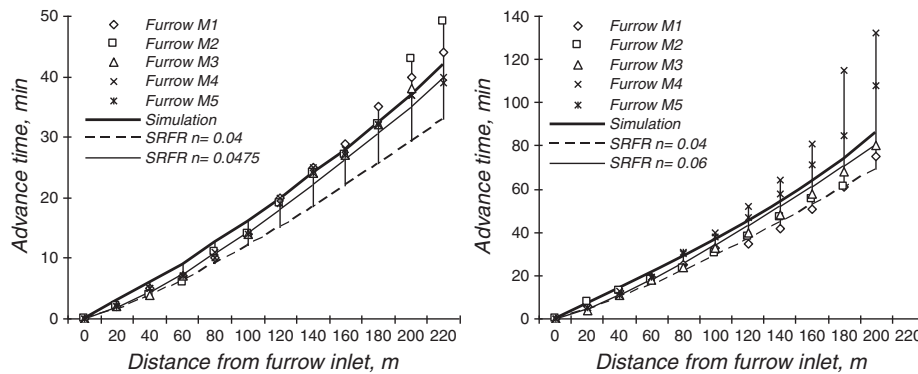 50
40
30
20
10
0
Advance time, min
Furrow M1
Furrow M2
Furrow M3
Furrow M4
Furrow M5
Simulation
SRFR n= 0.04
SRFR n= 0.0475
0 20 40 60 80 100 120 140 160 180 200 220
Distance from furrow inlet, m
140
120
100
80
60
40
20
0
Advance time, min
Furrow M1
Furrow M2
Furrow M3
Furrow M4
Furrow M5
Simulation
SRFR n= 0.04
SRFR n= 0.06
0 20 40 60 80 100 120 140 160 180 200 220
Distance from furrow inlet, m